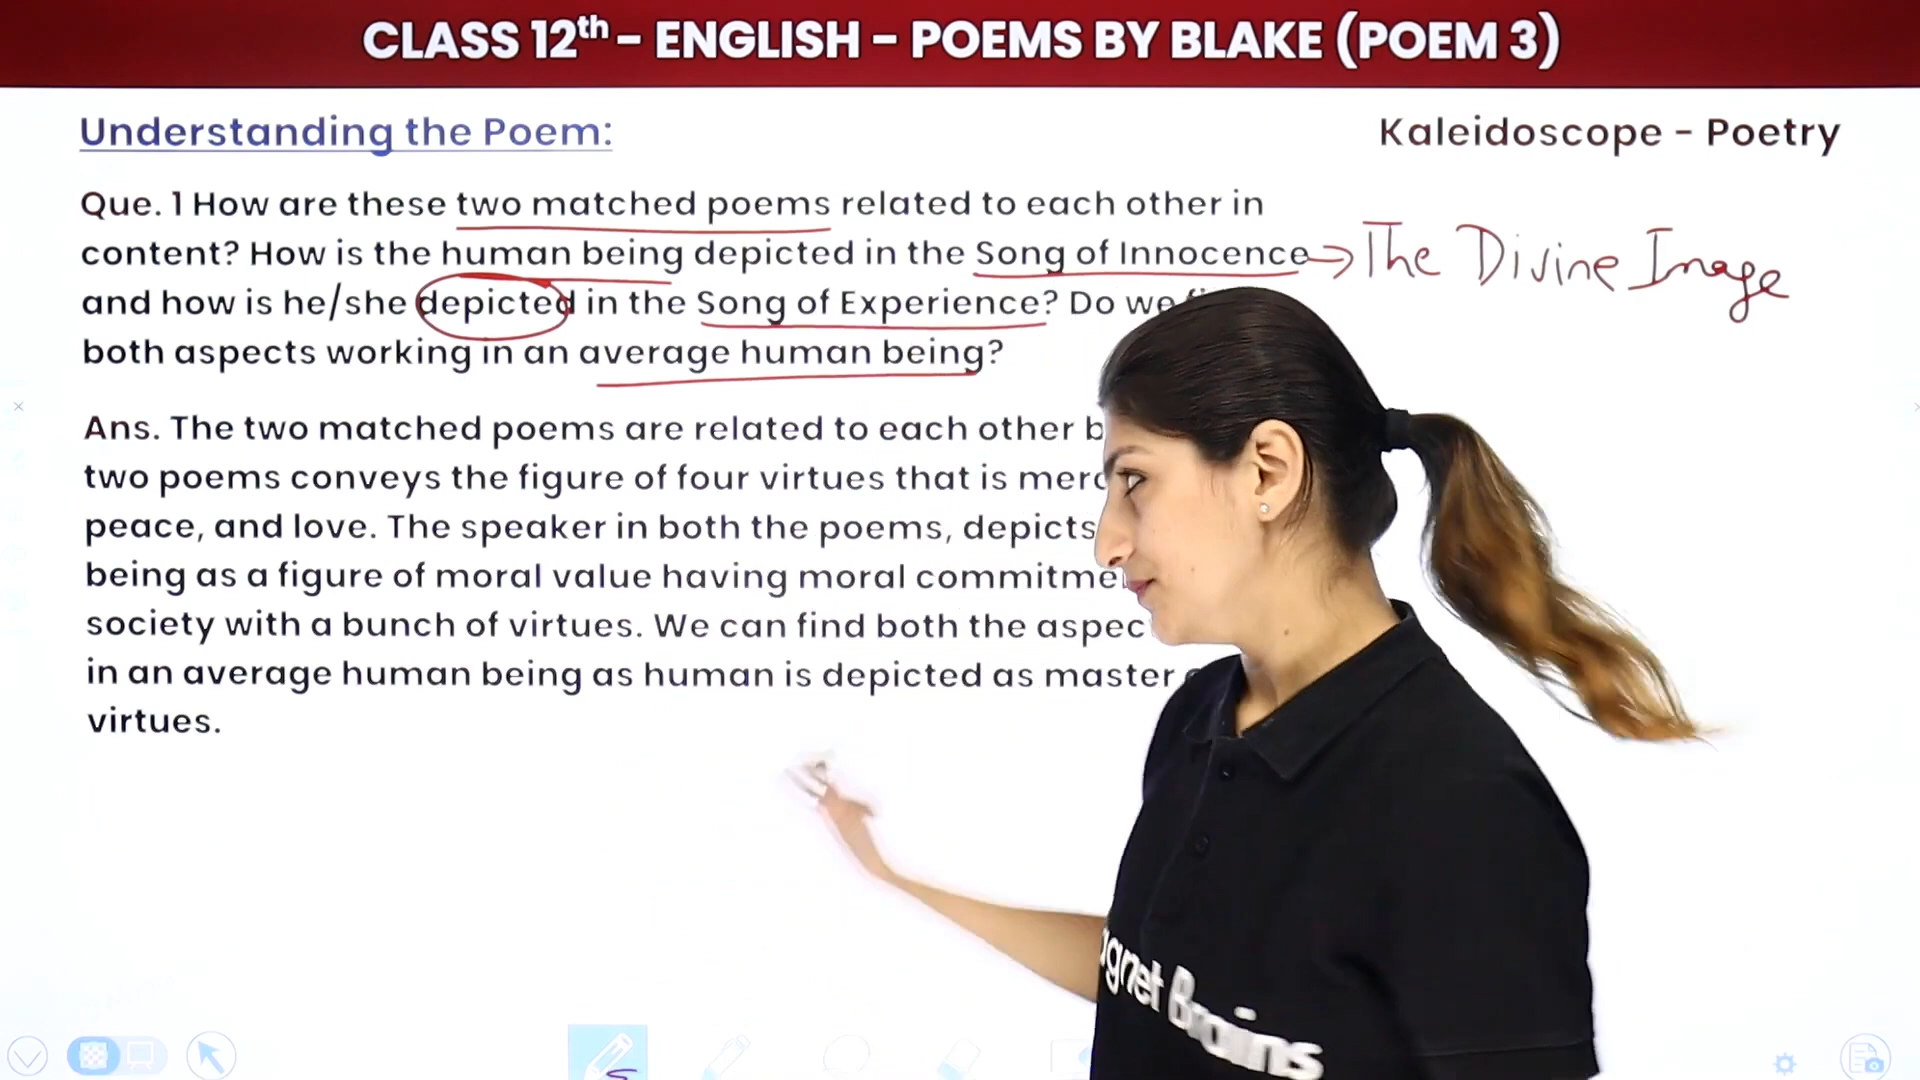 CLASS 12th - ENGLISH - POEMS BY BLAKE (POEM 3)
Understanding the Poem:
Kaleidoscope - Poetry
Que. 1 How are these two matched poems related to each other in
content? How is the human being depicted in the Song of Innocence
→ The Divine Image
and how is he/she depicted in the Song of Experience? Do we
both aspects working in an average human being?
Ans. The two matched poems are related to each other
two poems conveys the figure of four virtues that is
peace, and love. The speaker in both the poems, depicts
being as a figure of moral value having moral
society with a bunch of virtues. We can find both the
in an average human being as human is depicted as master
virtues.
Brains